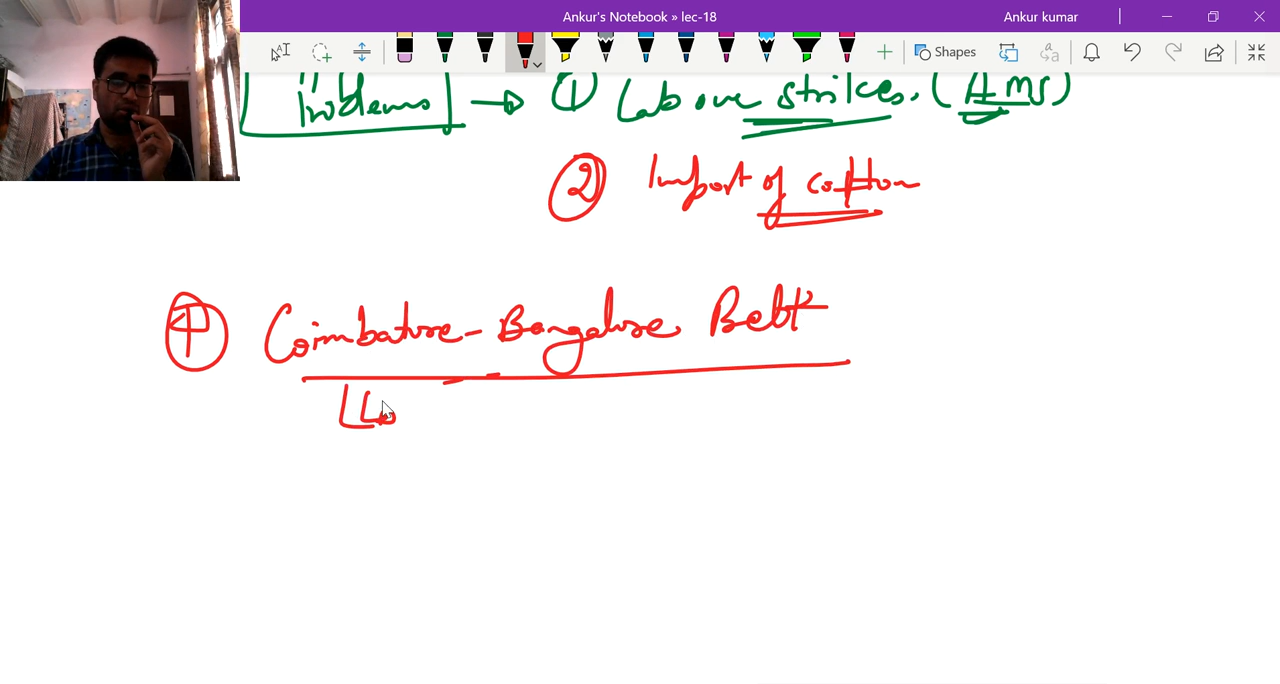 Ankur's Notebook » lec-18
Ankur kumar
Shapes
Problems → ① Labour strikes. (Ams)
② Import of cotton
④ Coimbatore - Bangalore Belt